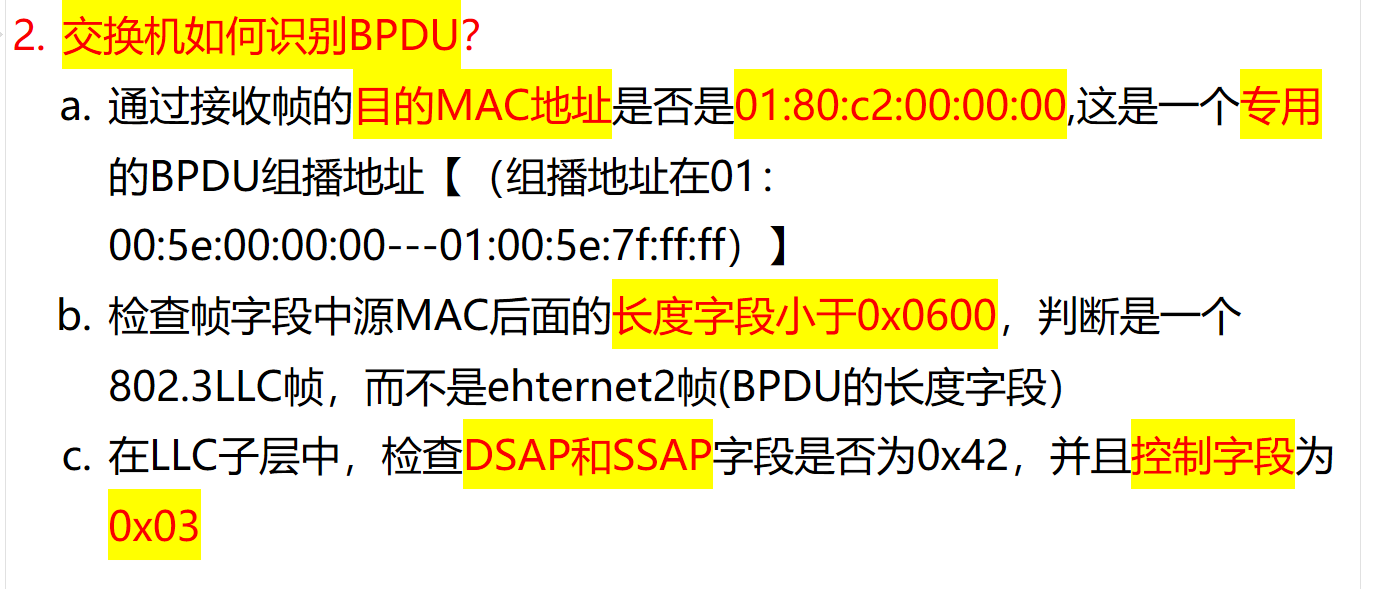 2. 交换机如何识别BPDU？
a. 通过接收帧的目的MAC地址是否是01:80:c2:00:00:00,这是一个专用
的BPDU组播地址【（组播地址在01：
00:5e:00:00:00---01:00:5e:7f:ff:ff）】
b. 检查帧字段中源MAC后面的长度字段小于0x0600，判断是一个
802.3LLC帧，而不是ehternet2帧(BPDU的长度字段）
c. 在LLC子层中，检查DSAP和SSAP字段是否为0x42，并且控制字段为
0x03